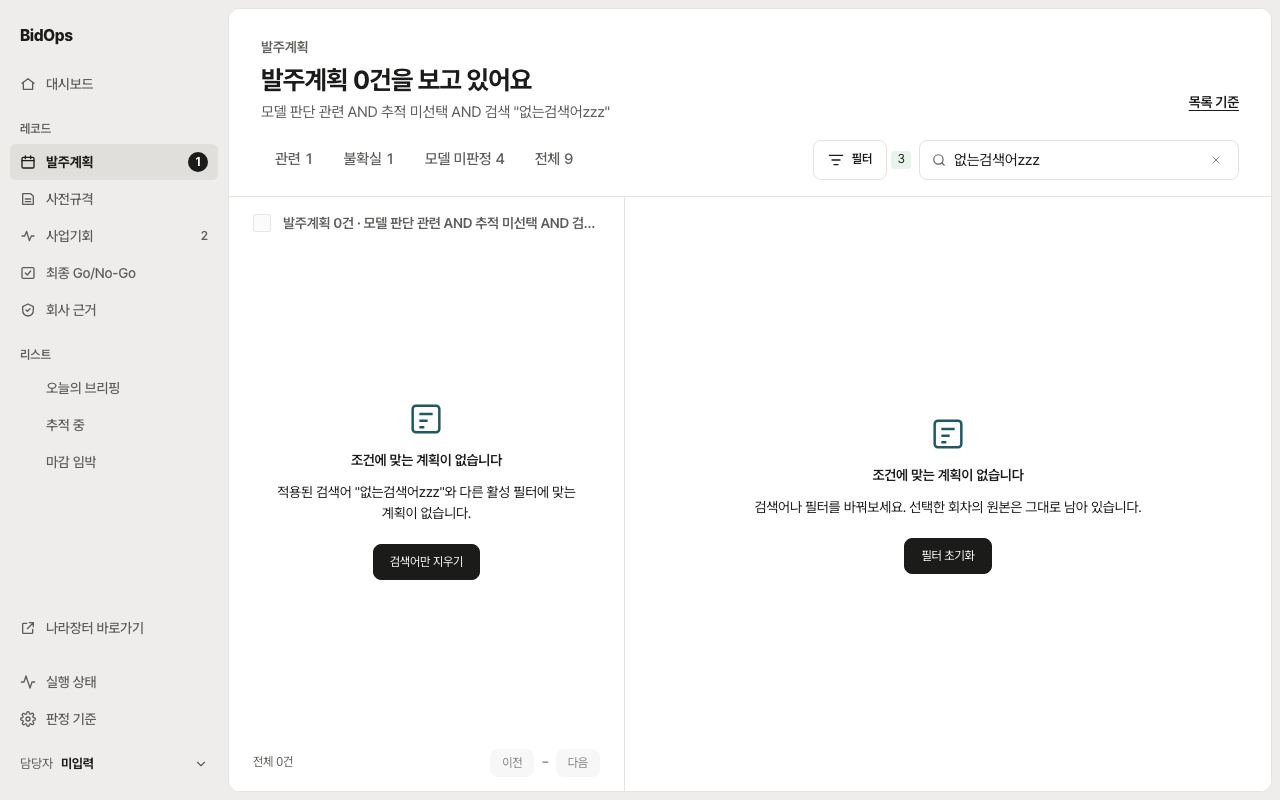 BidOps
대시보드
레코드
발주계획 1
사전규격
사업기회 2
최종 Go/No-Go
회사 근거
리스트
오늘의 브리핑
추적 중
마감 임박
나라장터 바로가기
실행 상태
판정 기준
담당자 미입력
발주계획
발주계획 0건을 보고 있어요
모델 판단 관련 AND 추적 미선택 AND 검색 "없는검색어zzz"
목록 기준
관련 1 불확실 1 모델 미판정 4 전체 9
필터 3 없는검색어zzz
발주계획 0건 · 모델 판단 관련 AND 추적 미선택 AND 검...
조건에 맞는 계획이 없습니다
적용된 검색어 "없는검색어zzz"와 다른 활성 필터에 맞는
계획이 없습니다.
검색어만 지우기
전체 0건 이전 – 다음
조건에 맞는 계획이 없습니다
검색어나 필터를 바꿔보세요. 선택한 회차의 원본은 그대로 남아 있습니다.
필터 초기화